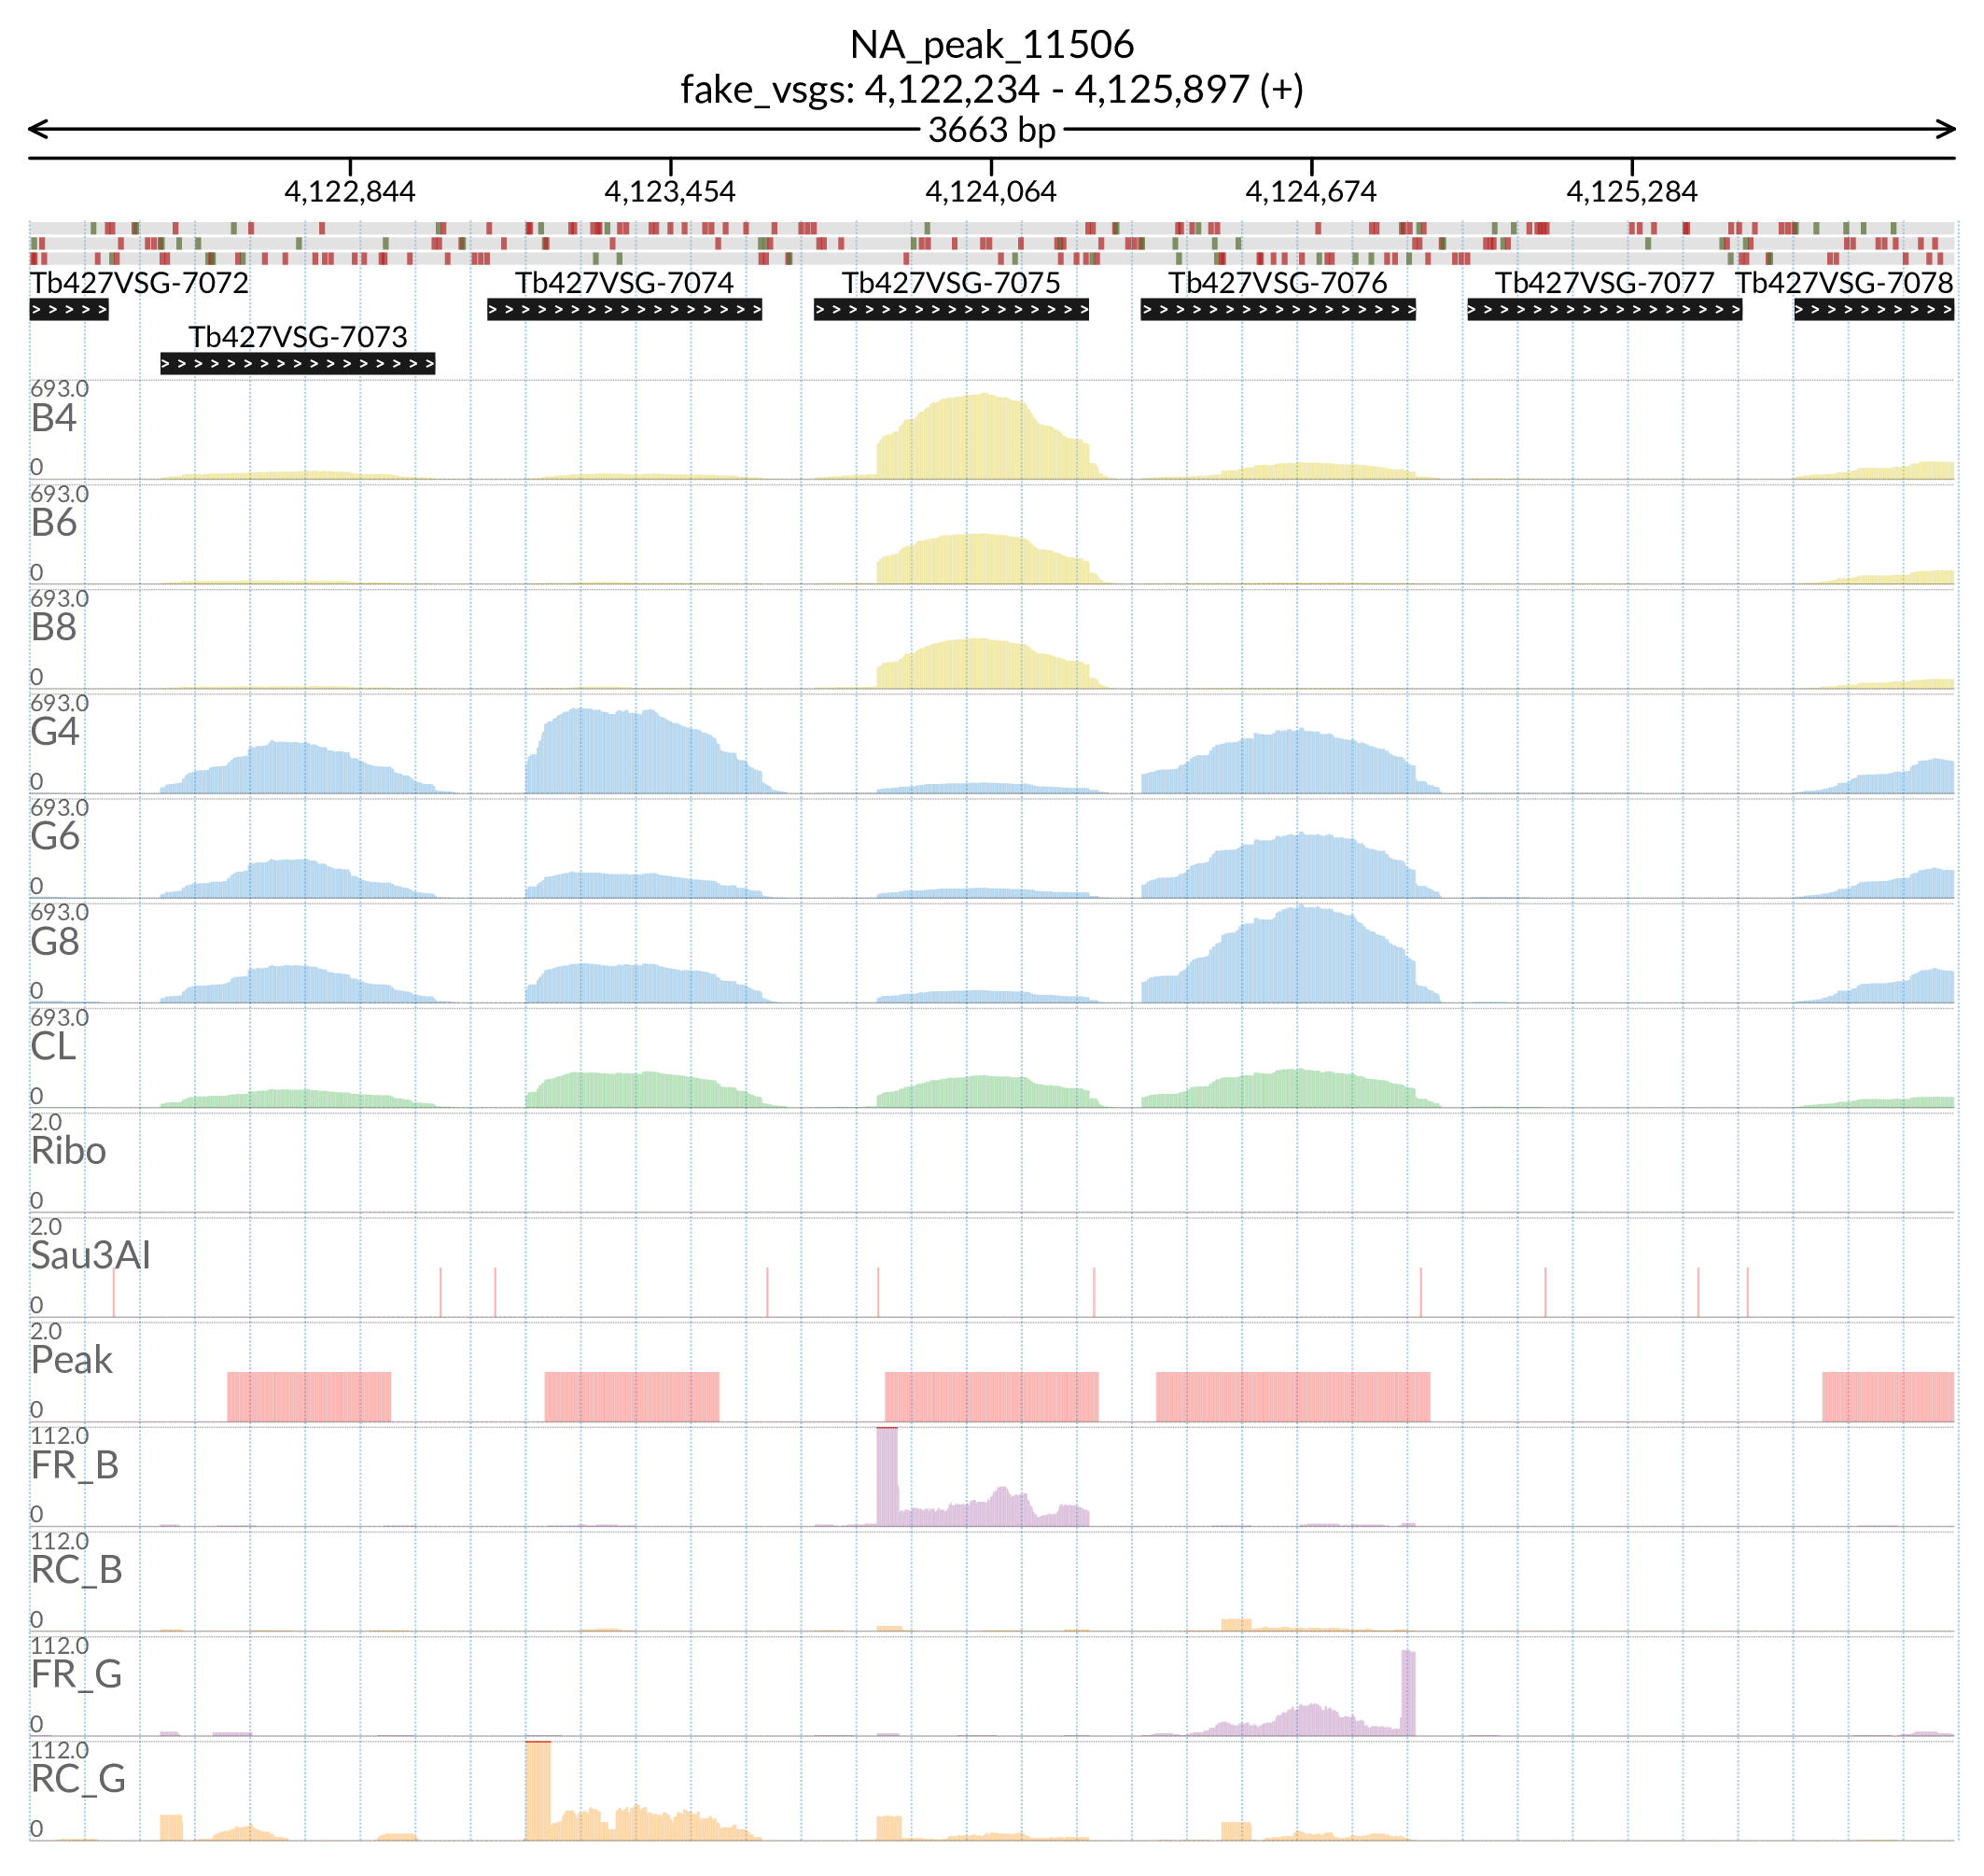 NA_peak_11506
fake_vsgs: 4,122,234 - 4,125,897 (+)
3663 bp
4,122,844 4,123,454 4,124,064 4,124,674 4,125,284
Tb427VSG-7072 Tb427VSG-7074 Tb427VSG-7075 Tb427VSG-7076 Tb427VSG-7077 Tb427VSG-7078
Tb427VSG-7073
693.0
B4
0
693.0
B6
0
693.0
B8
0
693.0
G4
0
693.0
G6
0
693.0
G8
0
693.0
CL
0
2.0
Ribo
0
2.0
Sau3AI
0
2.0
Peak
0
112.0
FR_B
0
112.0
RC_B
0
112.0
FR_G
0
112.0
RC_G
0